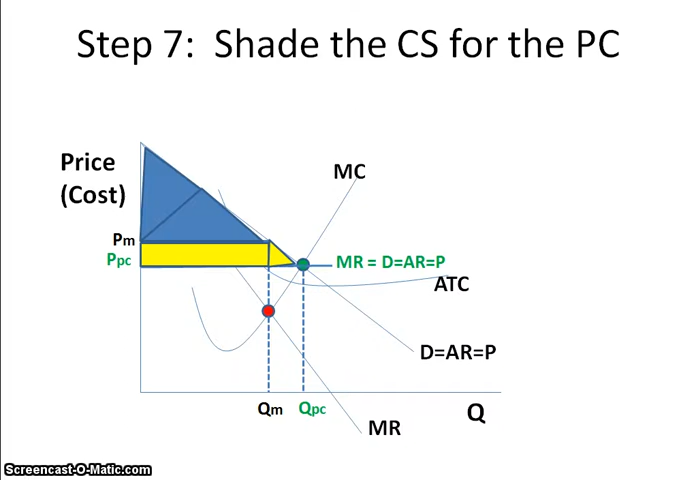 Step 7:  Shade the CS for the PC
Price
(Cost)
MC
Pm
Ppc
MR = D=AR=P
ATC
D=AR=P
Qm
Qpc
Q
MR
Screencast-O-Matic.com